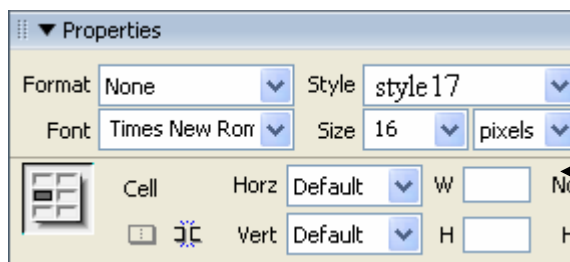 Properties
Format None Style style17
Font Times New Rom Size 16 pixels
Cell Horz Default W
Vert Default H